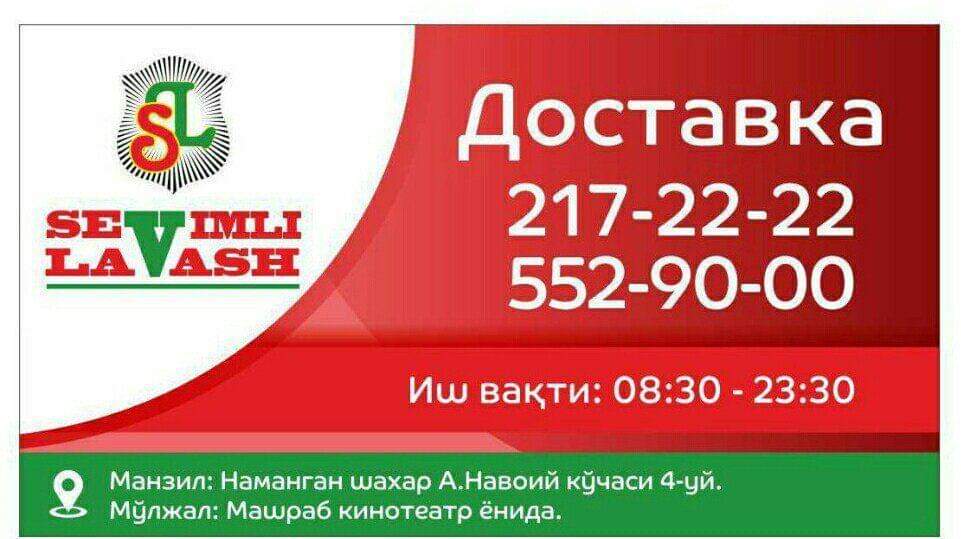 SL
SEVIMLI
LAVASH
Доставка
217-22-22
552-90-00
Иш вақти: 08:30 - 23:30
Манзил: Наманган шахар А.Навоий кўчаси 4-уй.
Мўлжал: Машраб кинотеатр ёнида.